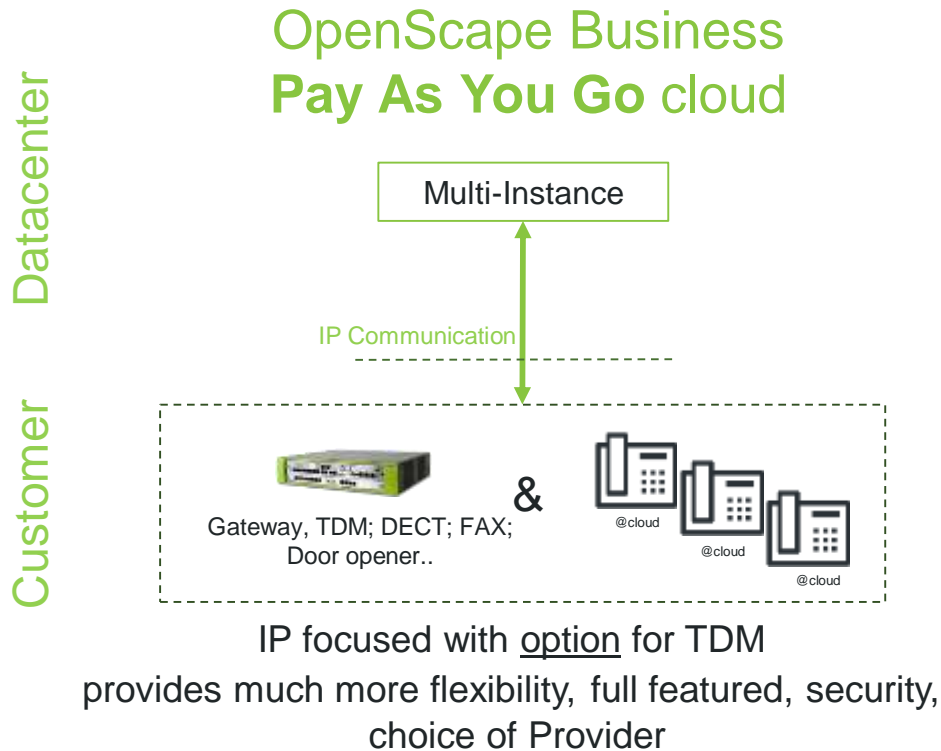 OpenScape Business
Pay As You Go cloud
Datacenter
Multi-Instance
IP Communication
Customer
Gateway, TDM; DECT; FAX;
Door opener..
&
@cloud
@cloud
@cloud
IP focused with option for TDM
provides much more flexibility, full featured, security,
choice of Provider